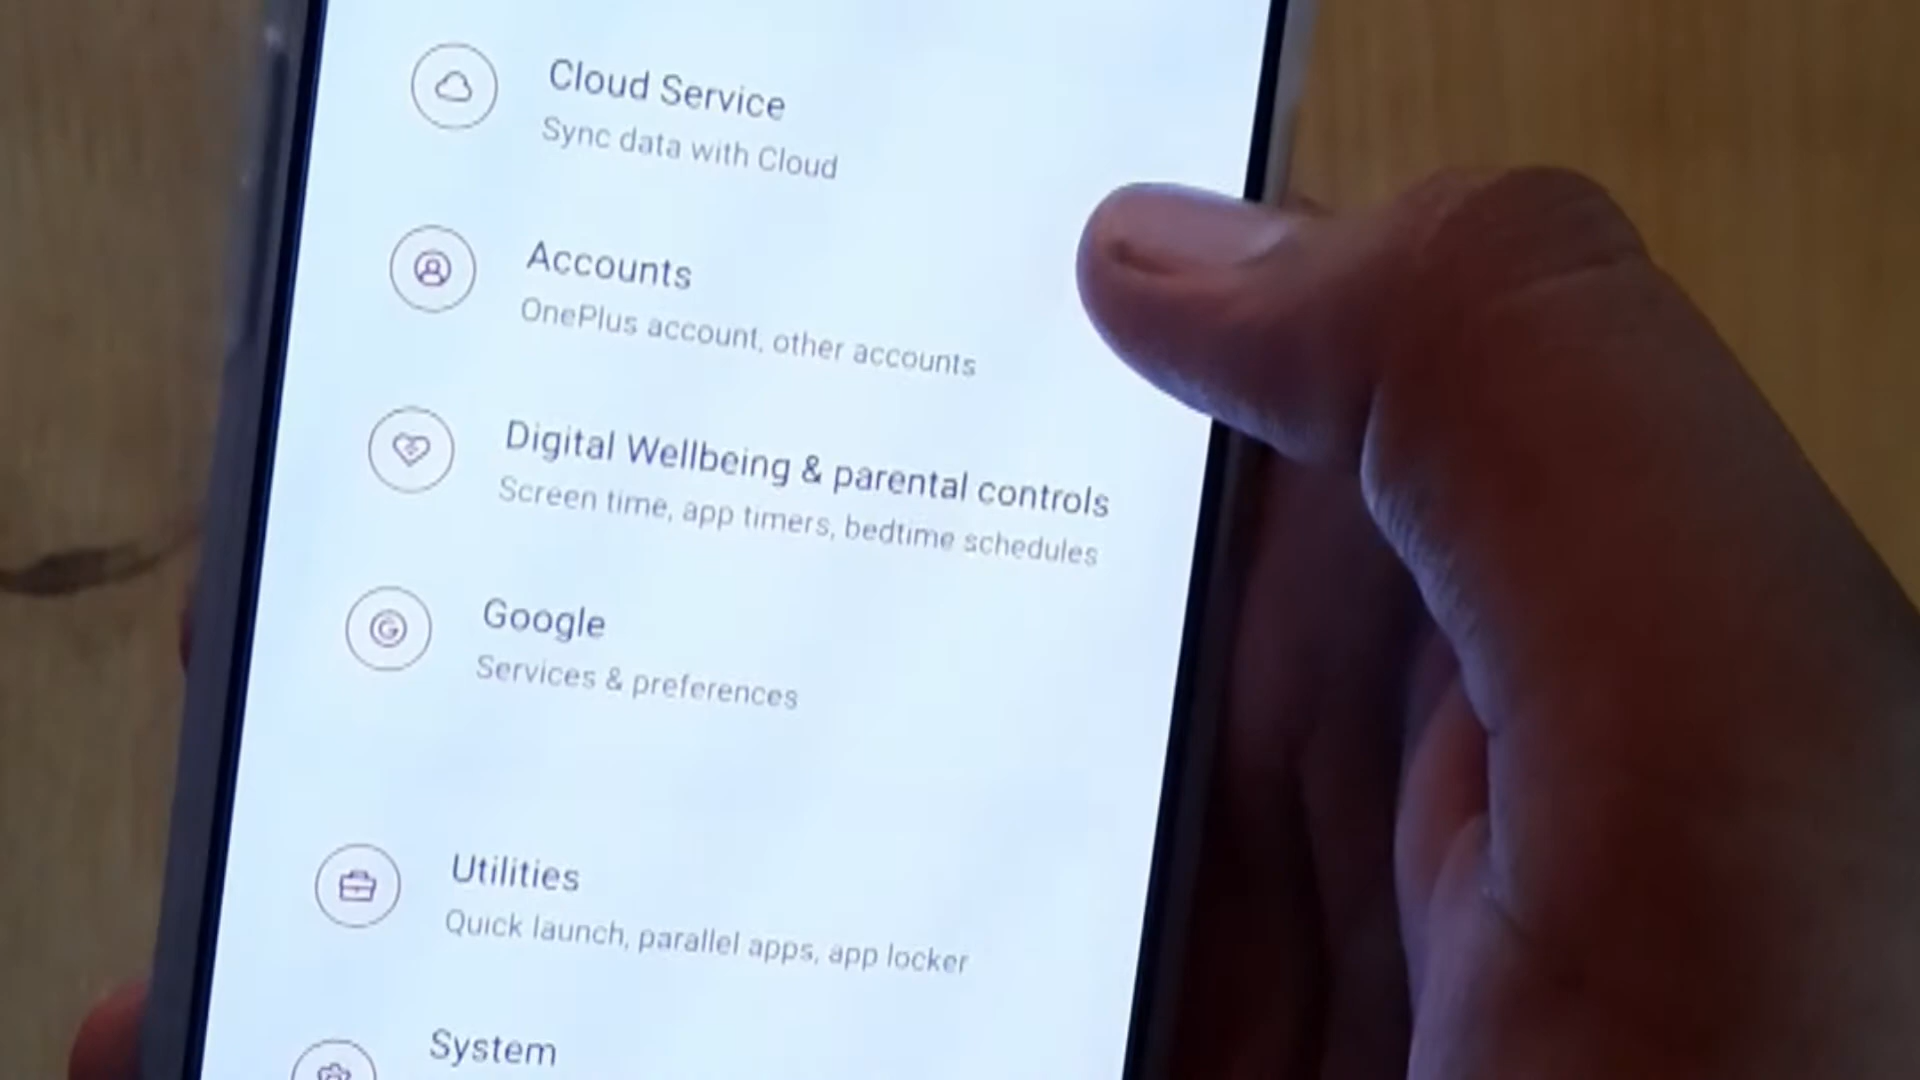 Cloud Service
Sync data with Cloud
Accounts
OnePlus account, other accounts
Digital Wellbeing & parental controls
Screen time, app timers, bedtime schedules
Google
Services & preferences
Utilities
Quick launch, parallel apps, app locker
System